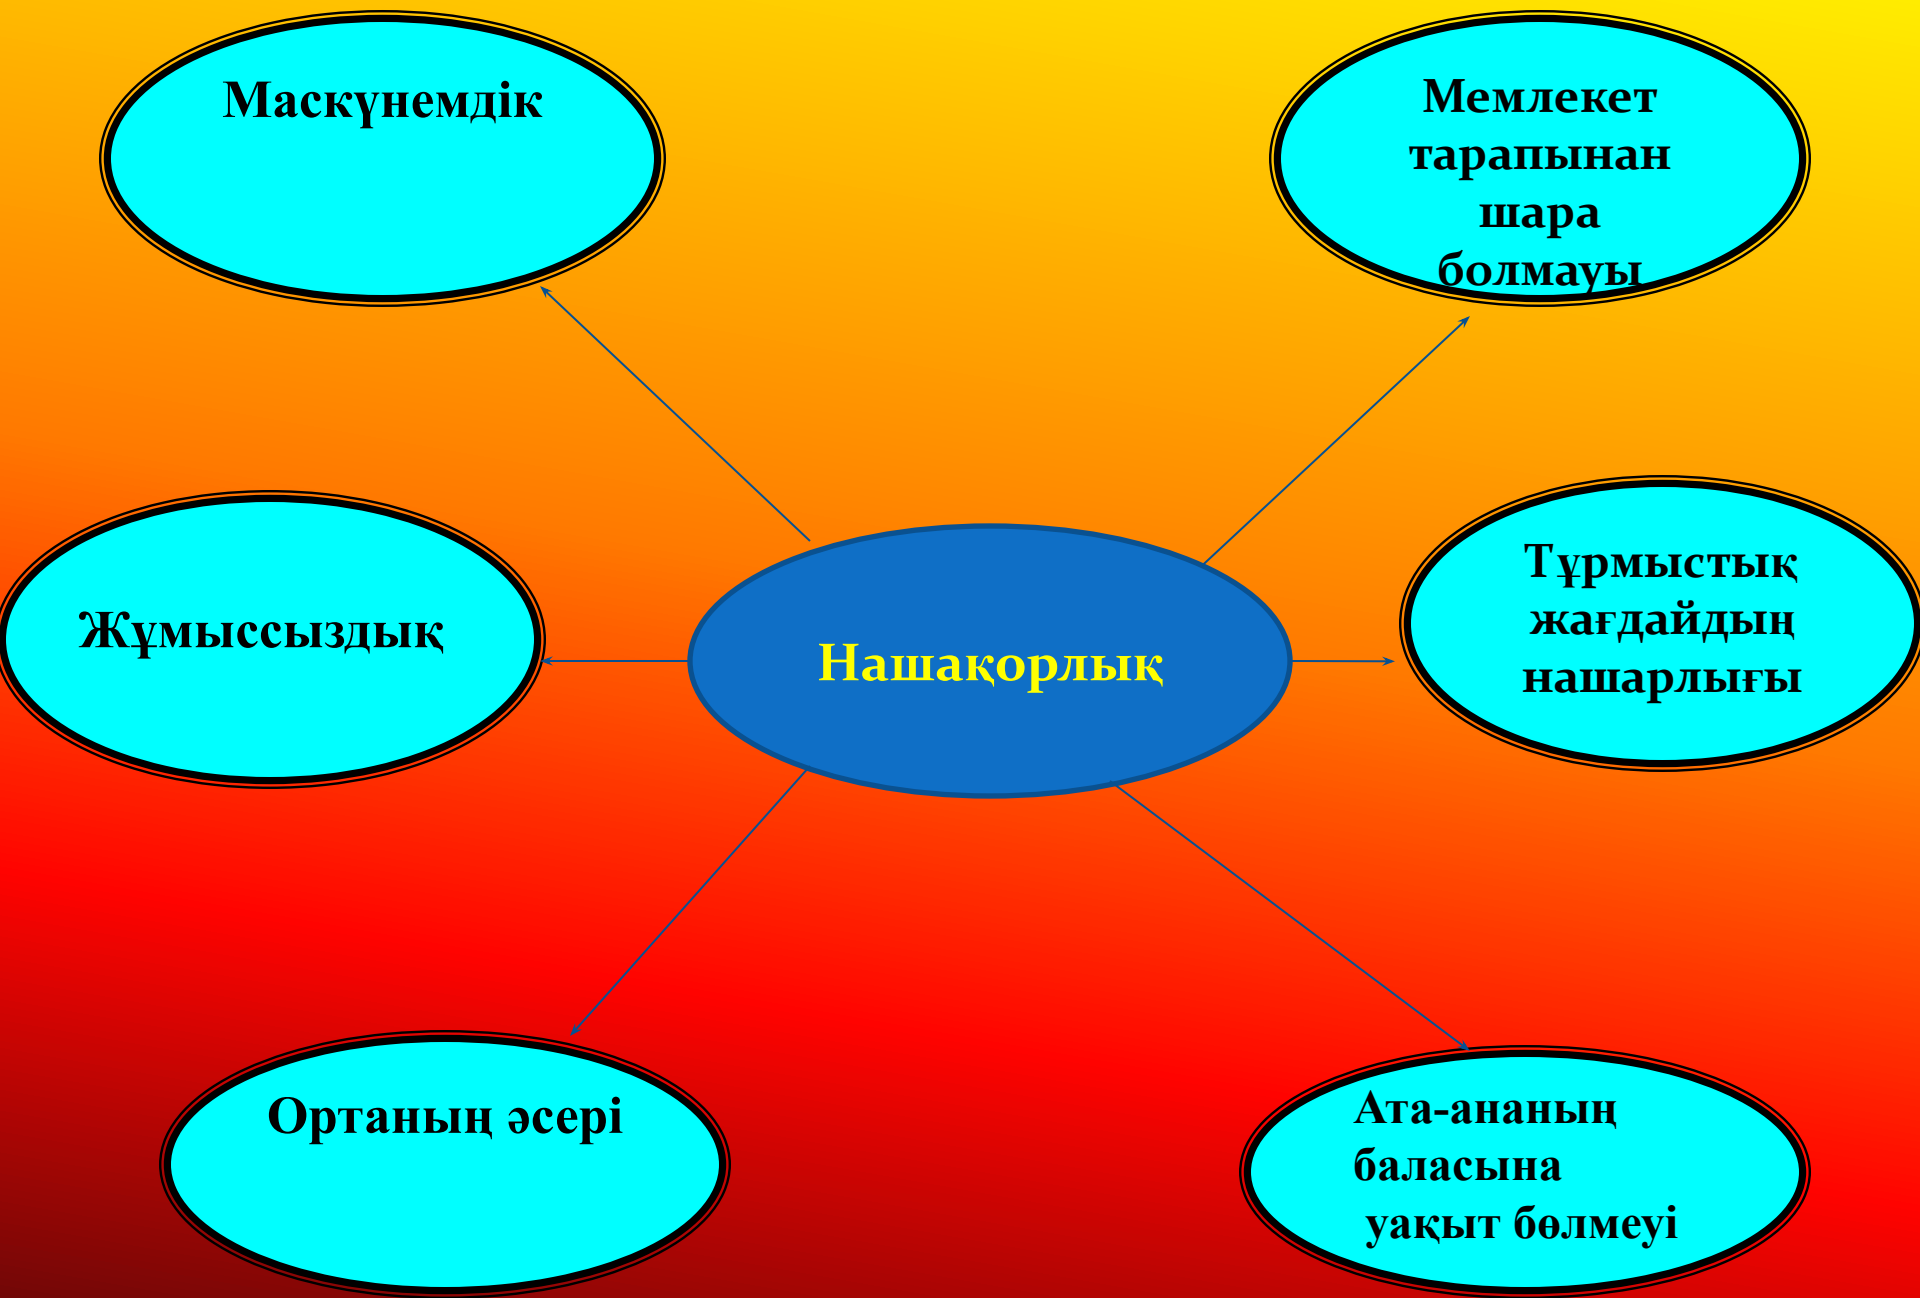 Маскүнемдік
Мемлекет
тарапынан
шара
болмауы
Жұмыссыздық
Нашақорлық
Тұрмыстық
жағдайдың
нашарлығы
Ортаның әсері
Ата-ананың
баласына
уақыт бөлмеуі